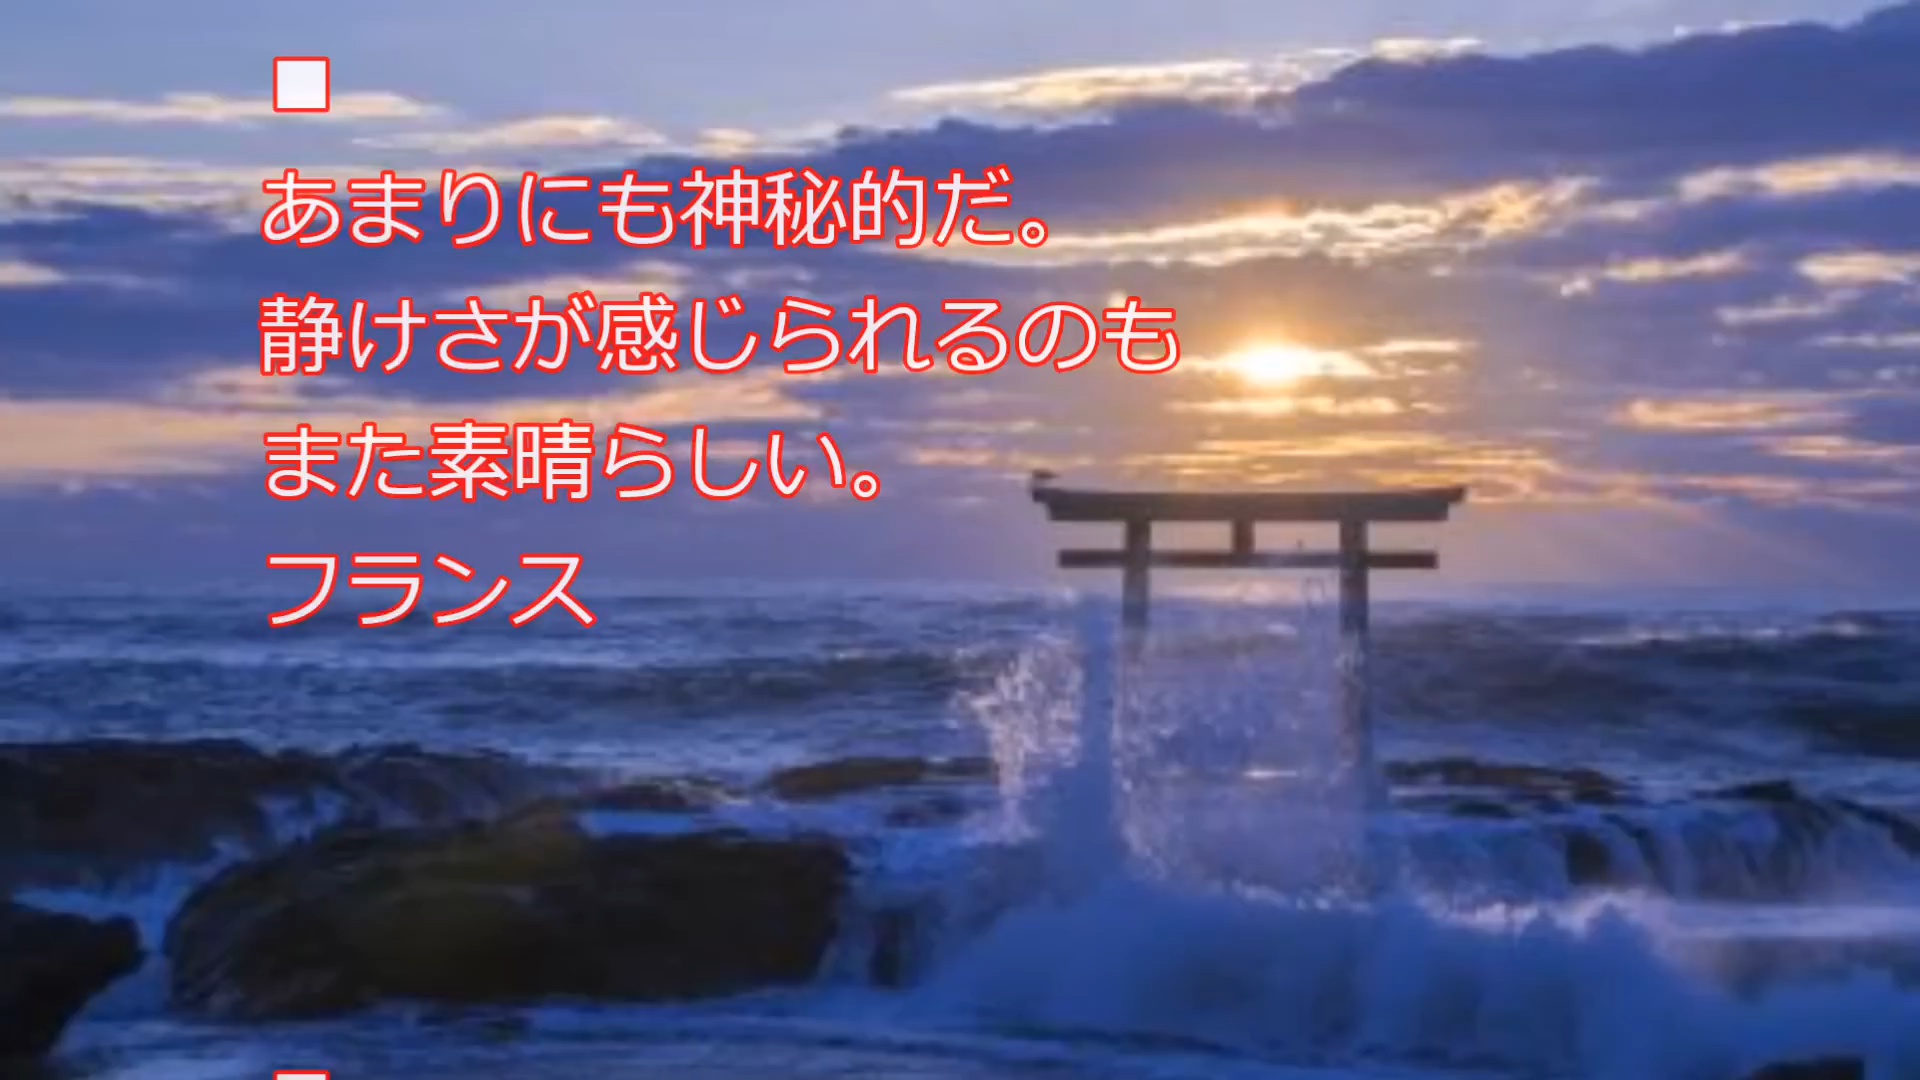 ■
あまりにも神秘的だ。
静けさが感じられるのも
また素晴らしい。
フランス